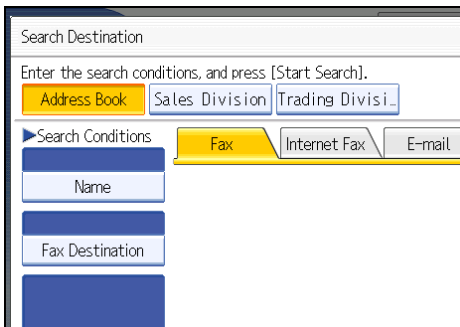 Search Destination
Enter the search conditions, and press [Start Search].
Address Book Sales Division Trading Divisi..
▶Search Conditions
Fax Internet Fax E-mail
Name
Fax Destination